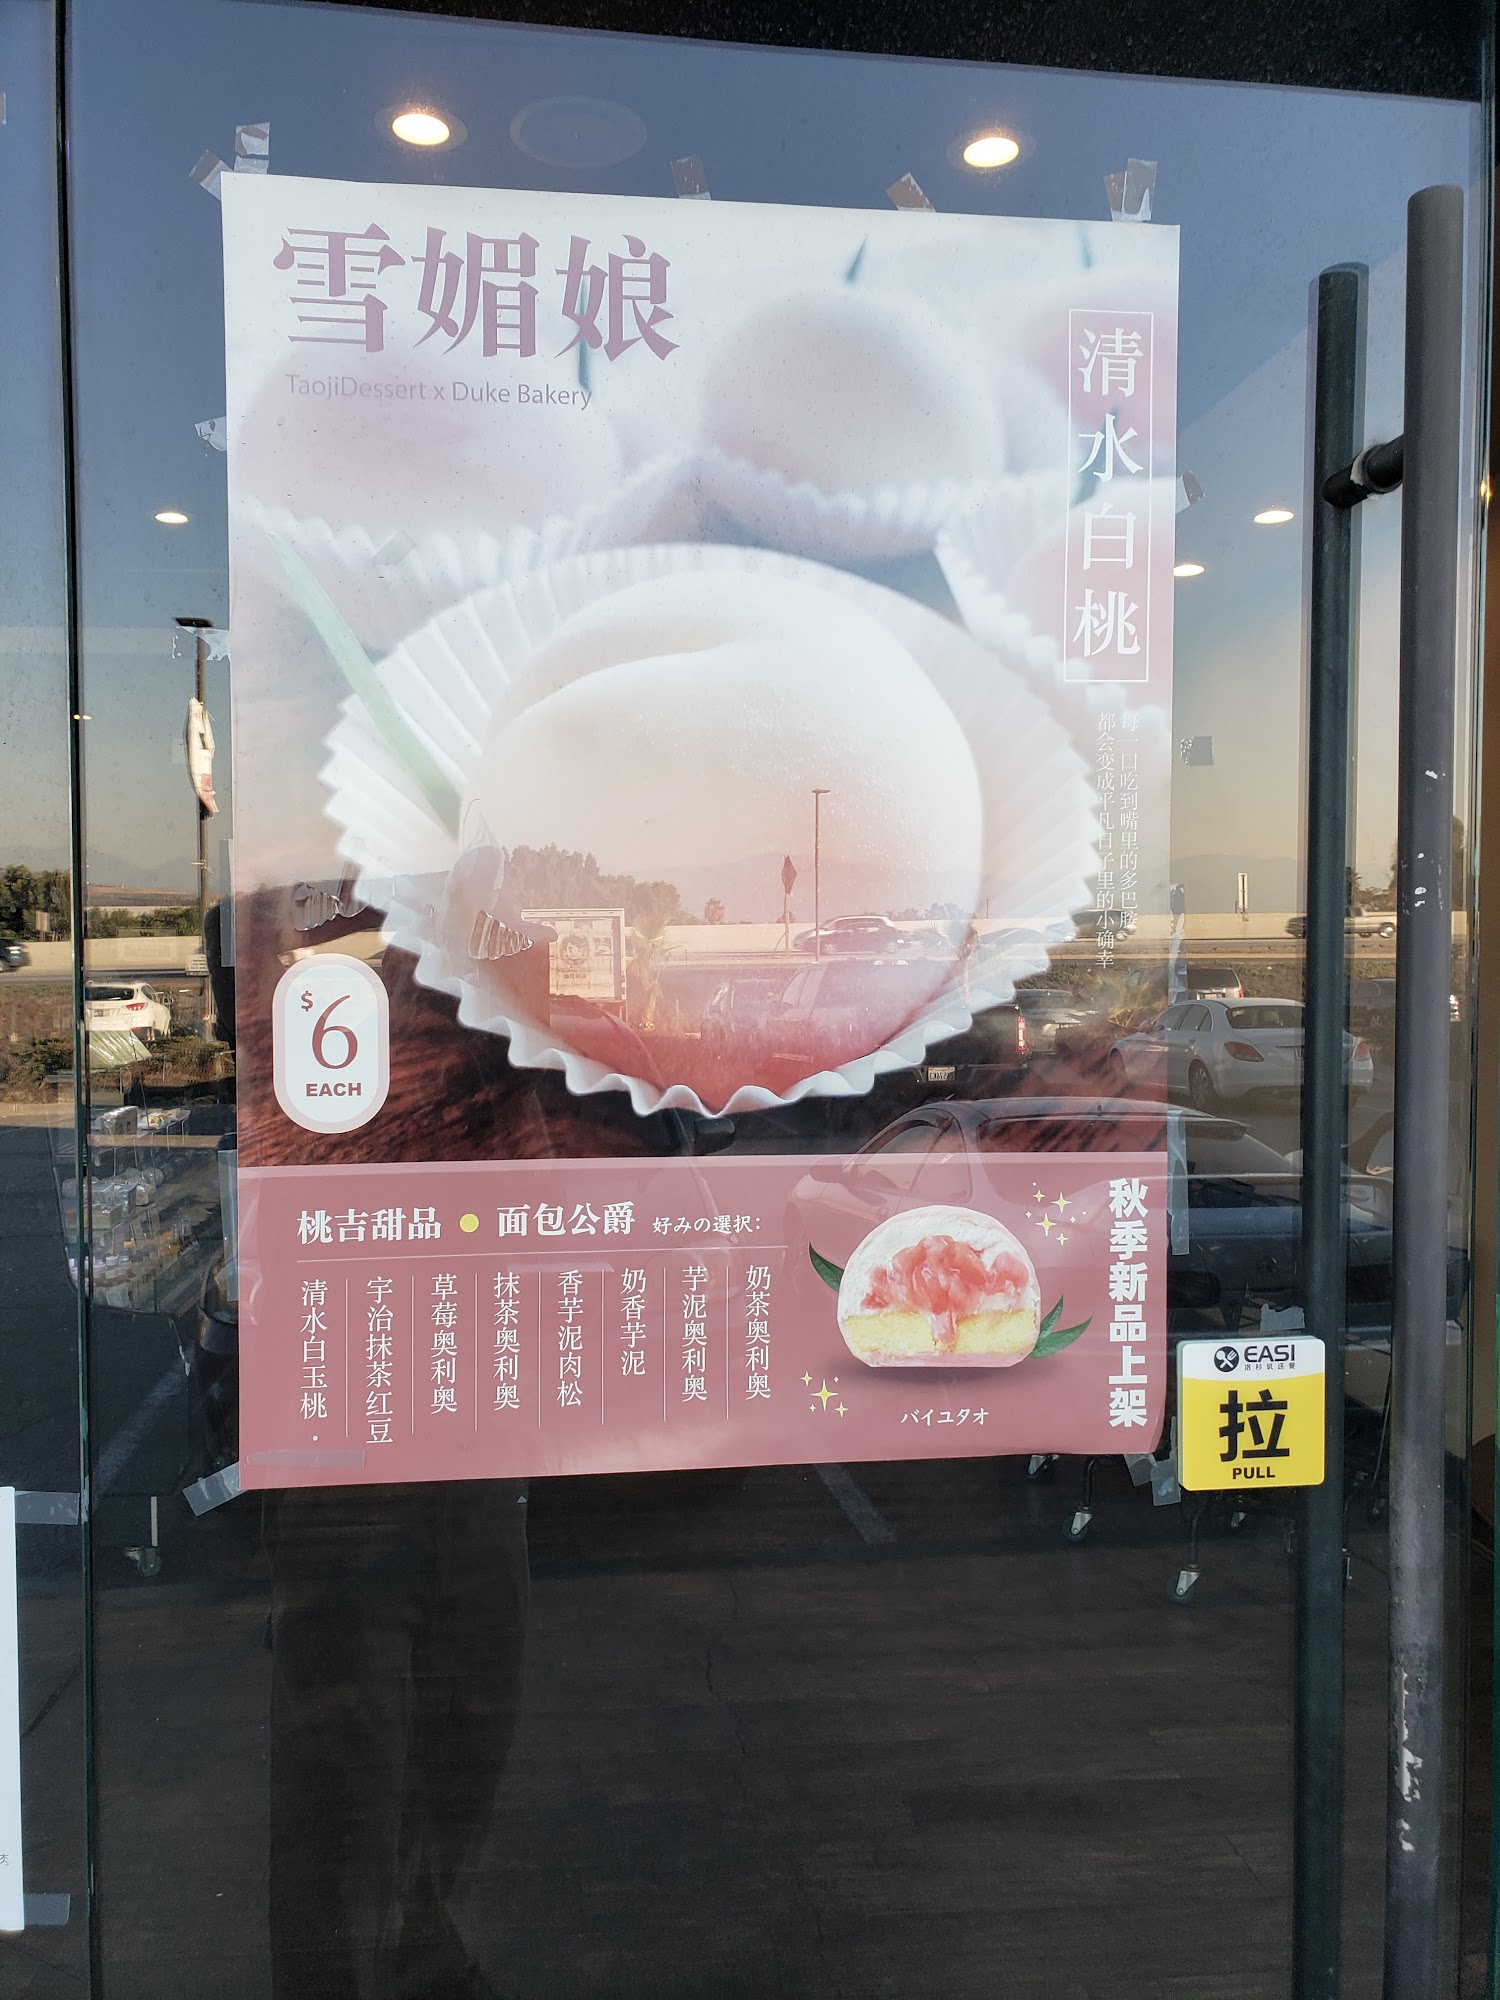 雪媚娘
TaojiDessert x Duke Bakery
清水白桃
每一口吃到嘴里的多巴胺
都会变成平凡日子里的小确幸
$6
EACH
桃吉甜品 ● 面包公爵 好みの選択:
清水白玉桃.
宇治抹茶红豆
草莓奥利奥
抹茶奥利奥
香芋泥肉松
奶香芋泥
芋泥奥利奥
奶茶奥利奥
バイユタオ
秋季新品上架
EASI
洛杉矶送餐
拉
PULL